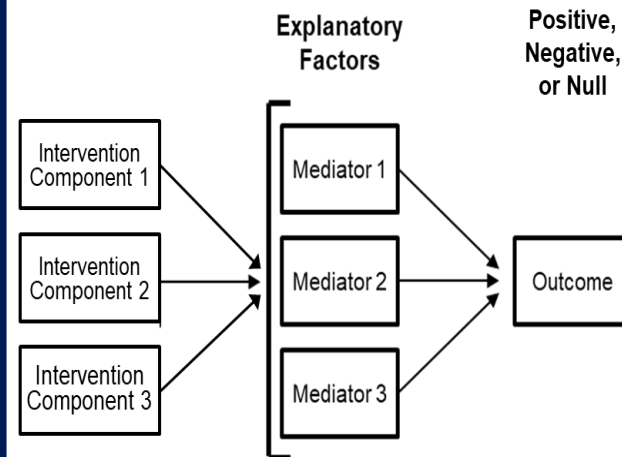 Explanatory
Factors
Positive,
Negative,
or Null
Intervention
Component 1
Intervention
Component 2
Intervention
Component 3
Mediator 1
Mediator 2
Mediator 3
Outcome